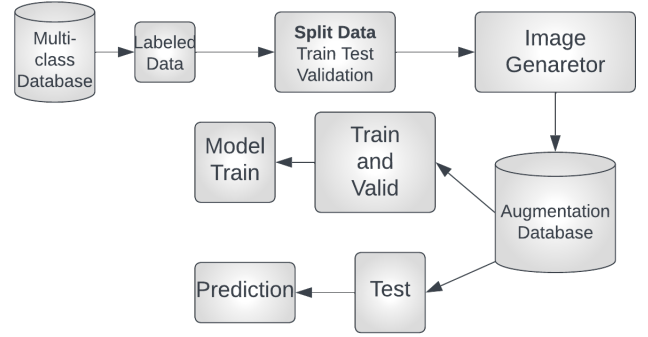 Multi-
class
Database
Labeled
Data
Split Data
Train Test
Validation
Image
Genaretor
Model
Train
Train
and
Valid
Augmentation
Database
Prediction
Test